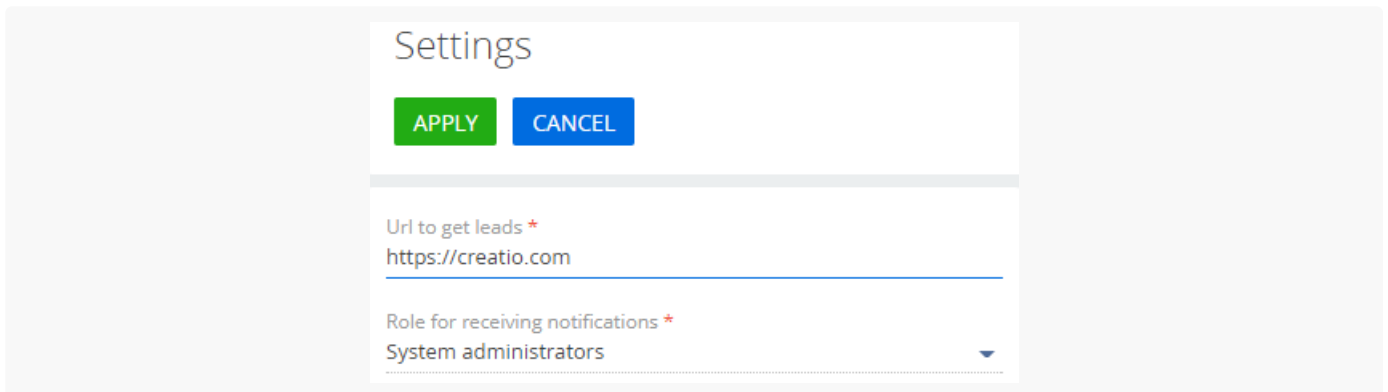 Settings
APPLY CANCEL
Url to get leads *
https://creatio.com
Role for receiving notifications *
System administrators